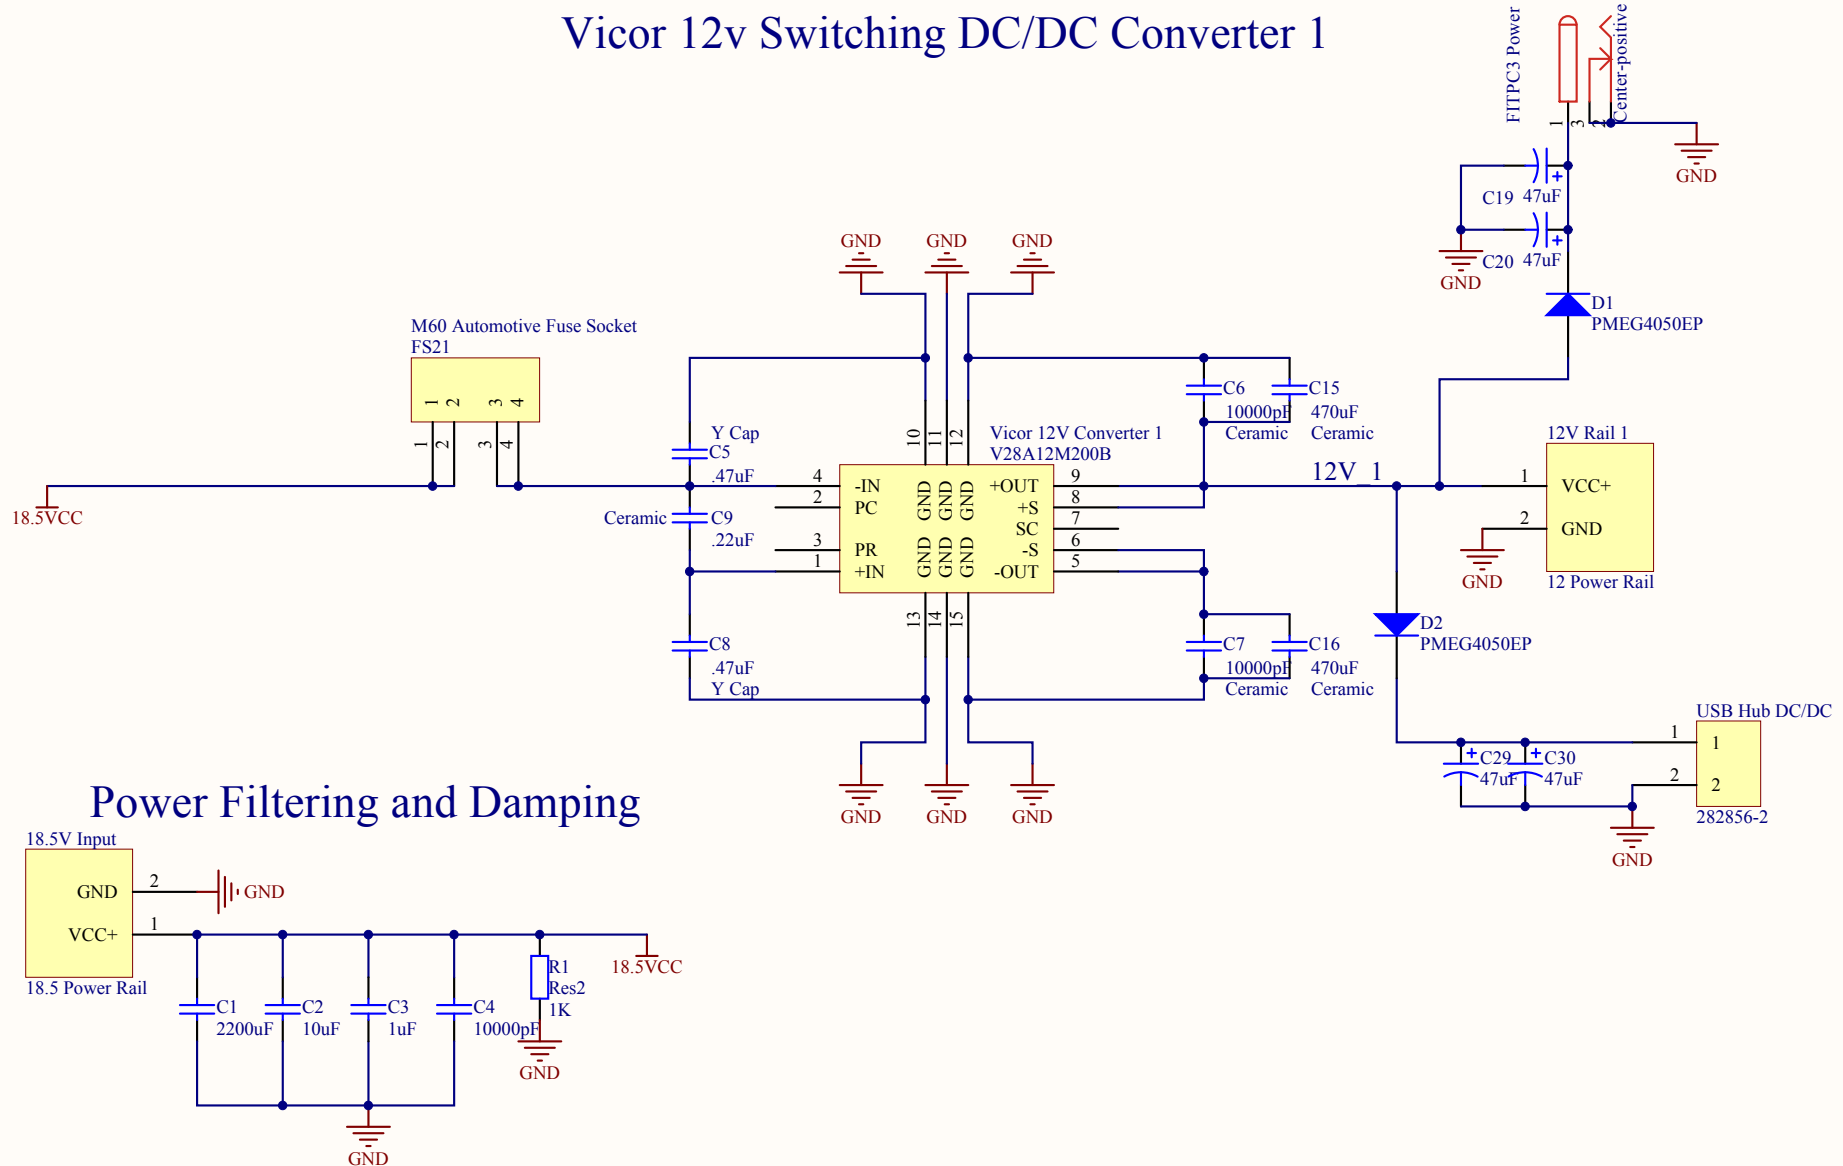 Vicor 12v Switching DC/DC Converter 1
FITPC3 Power
Center-positive
1
3
2
GND
C19 47uF
C20 47uF
GND
D1
PMEG4050EP
GND GND GND
M60 Automotive Fuse Socket
FS21
1 2 3 4
1 2 3 4
18.5VCC
Y Cap
C5
.47uF
Ceramic
C9
.22uF
C8
.47uF
Y Cap
10 11 12
Vicor 12V Converter 1
V28A12M200B
4 -IN
2 PC
3 PR
1 +IN
GND GND GND
GND GND GND
+OUT 9
+S 8
SC 7
-S 6
-OUT 5
13 14 15
GND GND GND
C6
10000pF
Ceramic
C15
470uF
Ceramic
C7
10000pF
Ceramic
C16
470uF
Ceramic
12V_1
12V Rail 1
1 VCC+
2 GND
12 Power Rail
GND
D2
PMEG4050EP
USB Hub DC/DC
1 1
2 2
282856-2
C29
47uF
C30
47uF
GND
Power Filtering and Damping
18.5V Input
GND 2
VCC+ 1
18.5 Power Rail
GND
18.5VCC
C1
2200uF
C2
10uF
C3
1uF
C4
10000pF
R1
Res2
1K
GND
GND